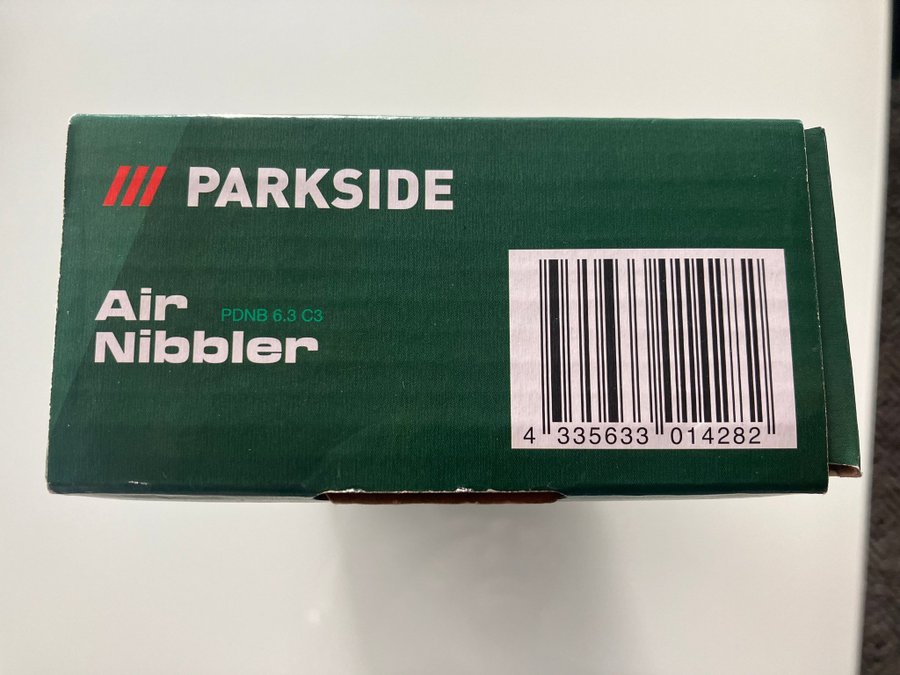 PARKSIDE
Air
PDNB 6.3 C3
Nibbler
4 335633 014282